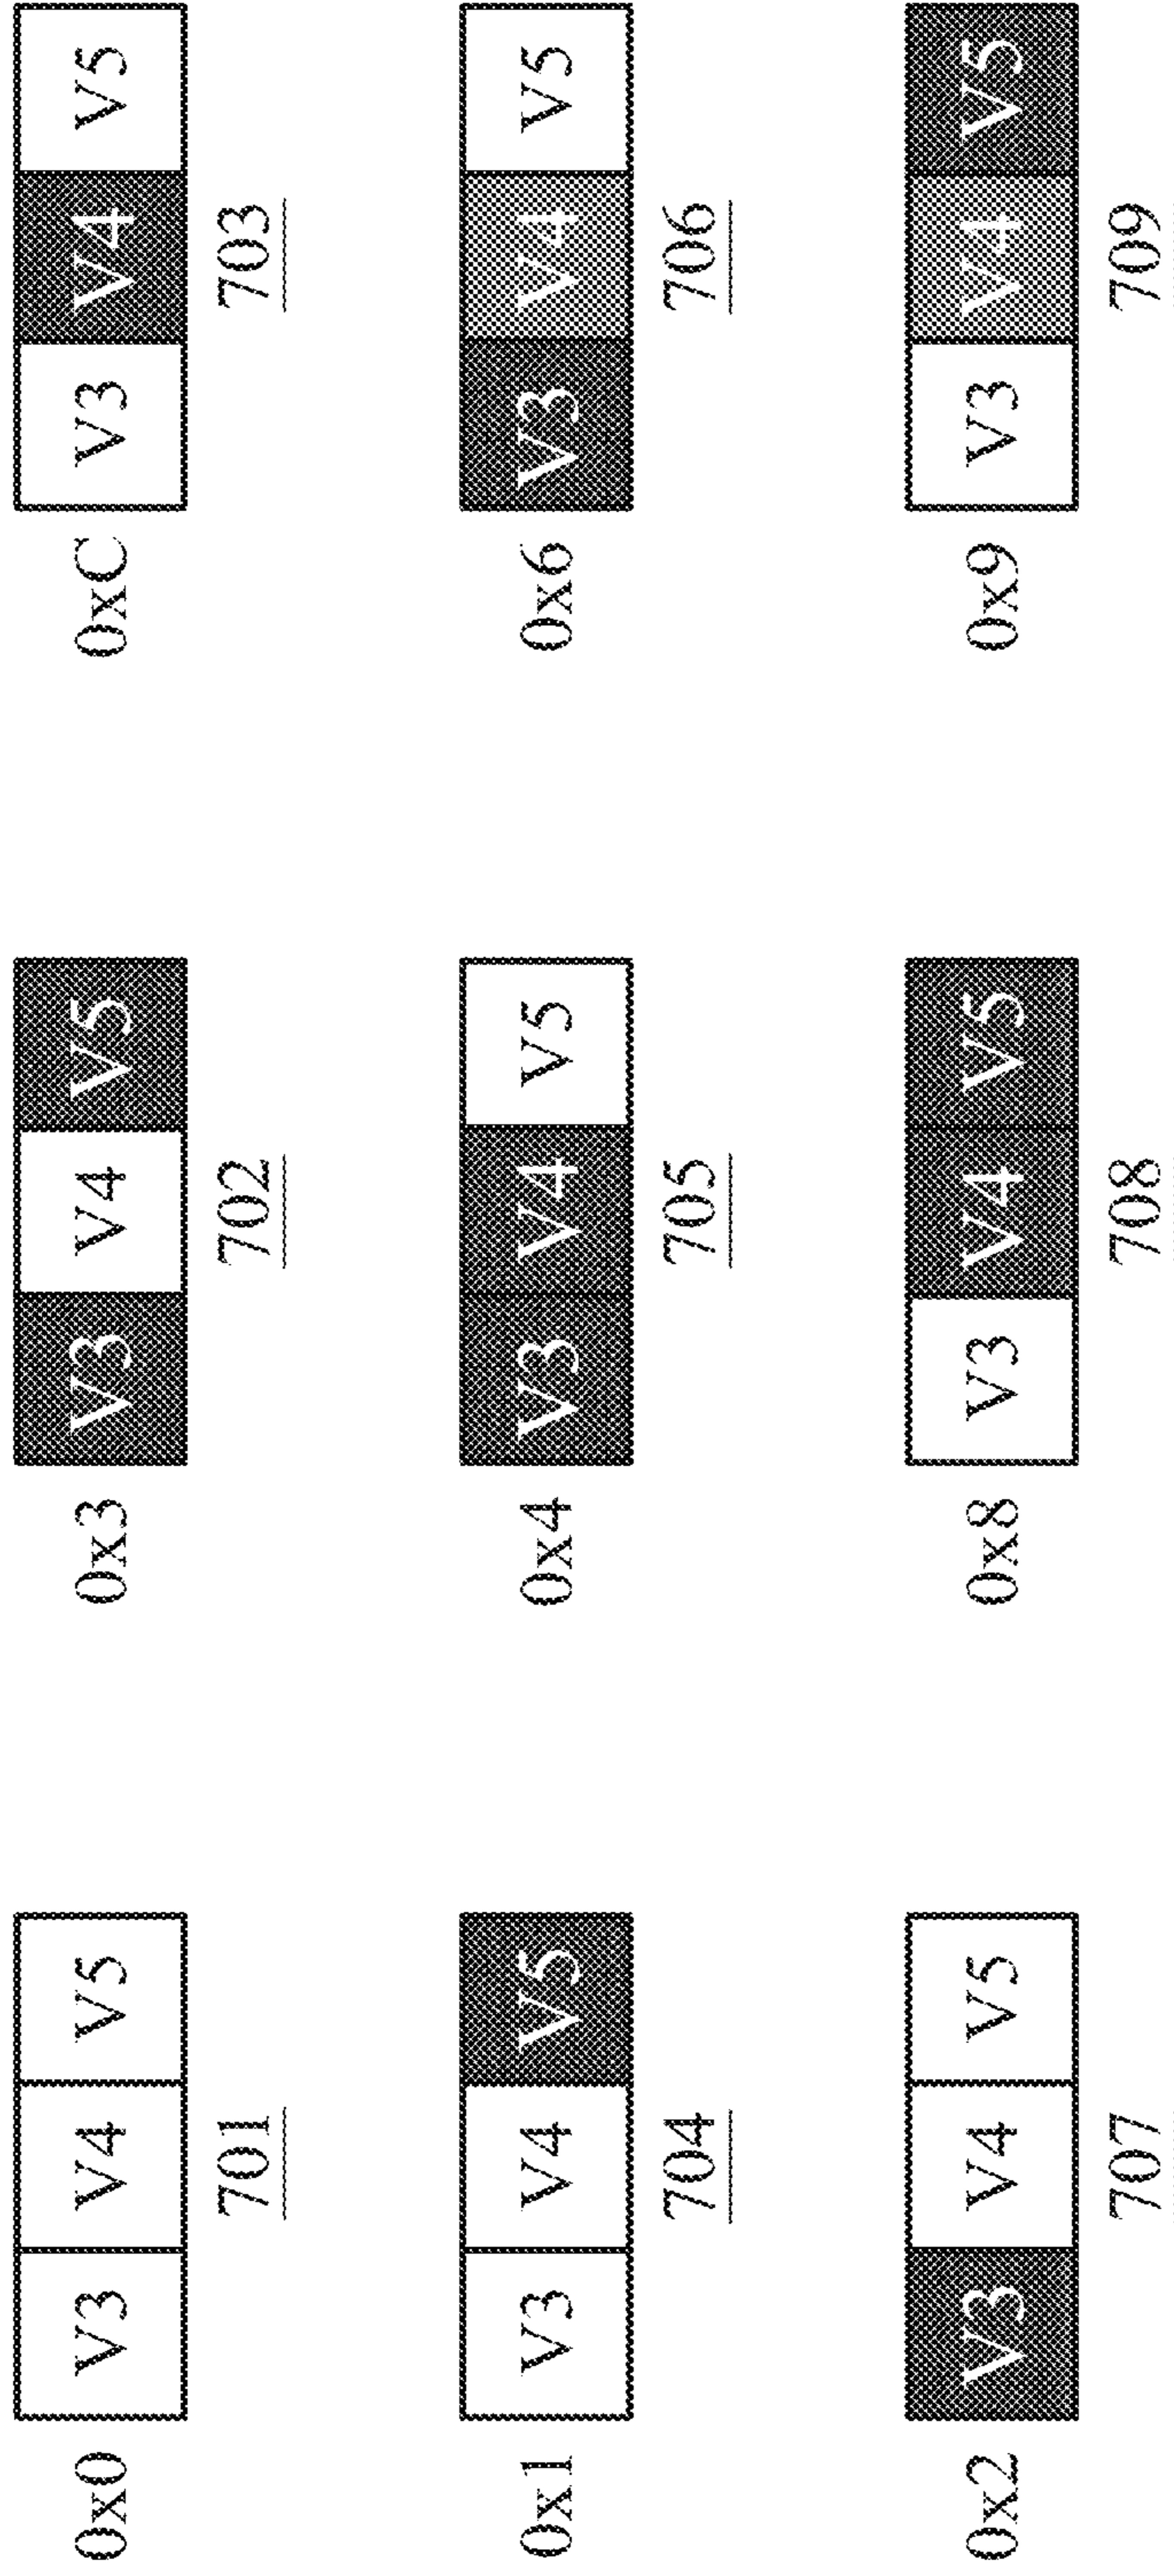 0x0 V3 V4 V5
701
0x3 V3 V4 V5
702
0xC V3 V4 V5
703
0x1 V3 V4 V5
704
0x4 V3 V4 V5
705
0x6 V3 V4 V5
706
0x2 V3 V4 V5
707
0x8 V3 V4 V5
708
0x9 V3 V4 V5
709